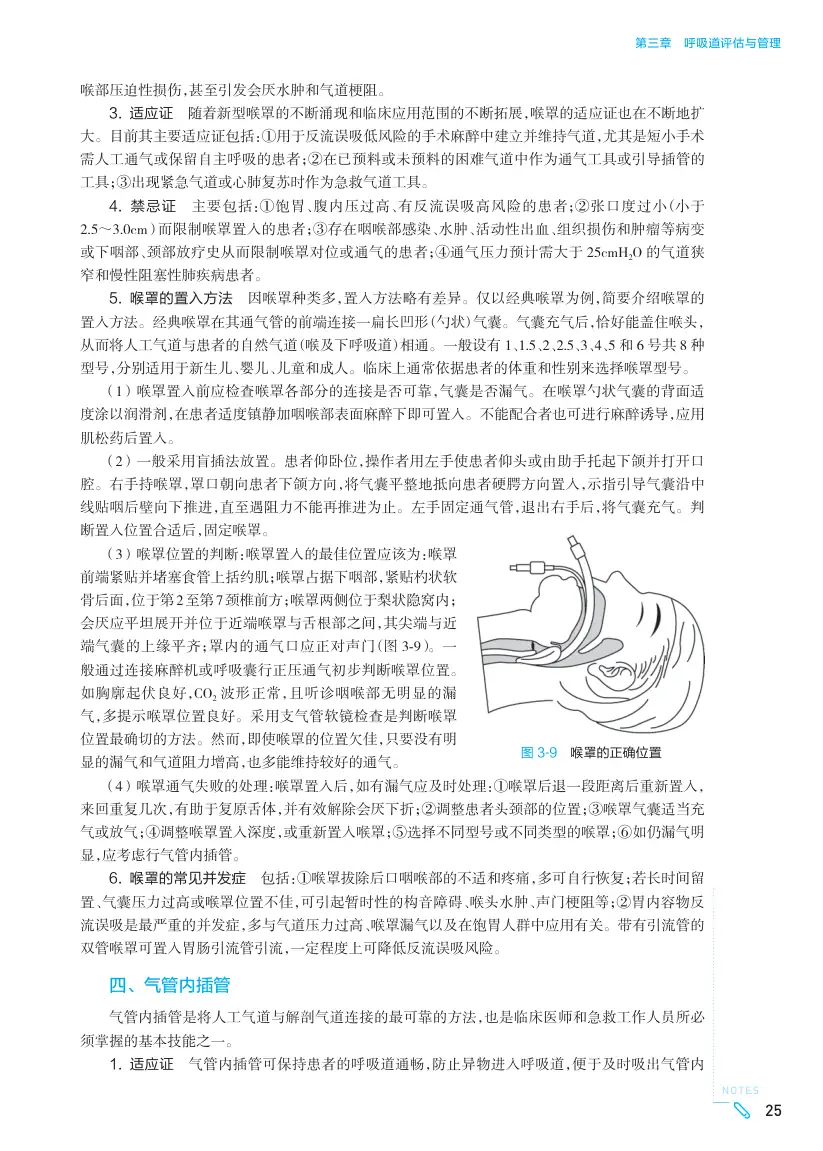 第三章　呼吸道评估与管理
喉部压迫性损伤,甚至引发会厌水肿和气道梗阻。
3. 适应证　随着新型喉罩的不断涌现和临床应用范围的不断拓展,喉罩的适应证也在不断地扩
大。目前其主要适应证包括:①用于反流误吸低风险的手术麻醉中建立并维持气道,尤其是短小手术
需人工通气或保留自主呼吸的患者;②在已预料或未预料的困难气道中作为通气工具或引导插管的
工具;③出现紧急气道或心肺复苏时作为急救气道工具。
4. 禁忌证　主要包括:①饱胃、腹内压过高、有反流误吸高风险的患者;②张口度过小(小于
2.5～3.0cm)而限制喉罩置入的患者;③存在咽喉部感染、水肿、活动性出血、组织损伤和肿瘤等病变
或下咽部、颈部放疗史从而限制喉罩对位或通气的患者;④通气压力预计需大于 25cmH₂O 的气道狭
窄和慢性阻塞性肺疾病患者。
5. 喉罩的置入方法　因喉罩种类多,置入方法略有差异。仅以经典喉罩为例,简要介绍喉罩的
置入方法。经典喉罩在其通气管的前端连接一扁长凹形(勺状)气囊。气囊充气后,恰好能盖住喉头,
从而将人工气道与患者的自然气道(喉及下呼吸道)相通。一般设有 1、1.5、2、2.5、3、4、5 和 6 号共 8 种
型号,分别适用于新生儿、婴儿、儿童和成人。临床上通常依据患者的体重和性别来选择喉罩型号。
(1)喉罩置入前应检查喉罩各部分的连接是否可靠,气囊是否漏气。在喉罩勺状气囊的背面适
度涂以润滑剂,在患者适度镇静加咽喉部表面麻醉下即可置入。不能配合者也可进行麻醉诱导,应用
肌松药后置入。
(2)一般采用盲插法放置。患者仰卧位,操作者用左手使患者仰头或由助手托起下颌并打开口
腔。右手持喉罩,罩口朝向患者下颌方向,将气囊平整地抵向患者硬腭方向置入,示指引导气囊沿中
线贴咽后壁向下推进,直至遇阻力不能再推进为止。左手固定通气管,退出右手后,将气囊充气。判
断置入位置合适后,固定喉罩。
(3)喉罩位置的判断:喉罩置入的最佳位置应该为:喉罩
前端紧贴并堵塞食管上括约肌;喉罩占据下咽部,紧贴杓状软
骨后面,位于第 2 至第 7 颈椎前方;喉罩两侧位于梨状隐窝内;
会厌应平坦展开并位于近端喉罩与舌根部之间,其尖端与近
端气囊的上缘平齐;罩内的通气口应正对声门(图 3-9)。一
般通过连接麻醉机或呼吸囊行正压通气初步判断喉罩位置。
如胸廓起伏良好,CO₂ 波形正常,且听诊咽喉部无明显的漏
气,多提示喉罩位置良好。采用支气管软镜检查是判断喉罩
位置最确切的方法。然而,即使喉罩的位置欠佳,只要没有明
显的漏气和气道阻力增高,也多能维持较好的通气。
图 3-9　喉罩的正确位置
(4)喉罩通气失败的处理:喉罩置入后,如有漏气应及时处理:①喉罩后退一段距离后重新置入,
来回重复几次,有助于复原舌体,并有效解除会厌下折;②调整患者头颈部的位置;③喉罩气囊适当充
气或放气;④调整喉罩置入深度,或重新置入喉罩;⑤选择不同型号或不同类型的喉罩;⑥如仍漏气明
显,应考虑行气管内插管。
6. 喉罩的常见并发症　包括:①喉罩拔除后口咽喉部的不适和疼痛,多可自行恢复;若长时间留
置、气囊压力过高或喉罩位置不佳,可引起暂时性的构音障碍、喉头水肿、声门梗阻等;②胃内容物反
流误吸是最严重的并发症,多与气道压力过高、喉罩漏气以及在饱胃人群中应用有关。带有引流管的
双管喉罩可置入胃肠引流管引流,一定程度上可降低反流误吸风险。
四、气管内插管
气管内插管是将人工气道与解剖气道连接的最可靠的方法,也是临床医师和急救工作人员所必
须掌握的基本技能之一。
1. 适应证　气管内插管可保持患者的呼吸道通畅,防止异物进入呼吸道,便于及时吸出气管内
NOTES
25